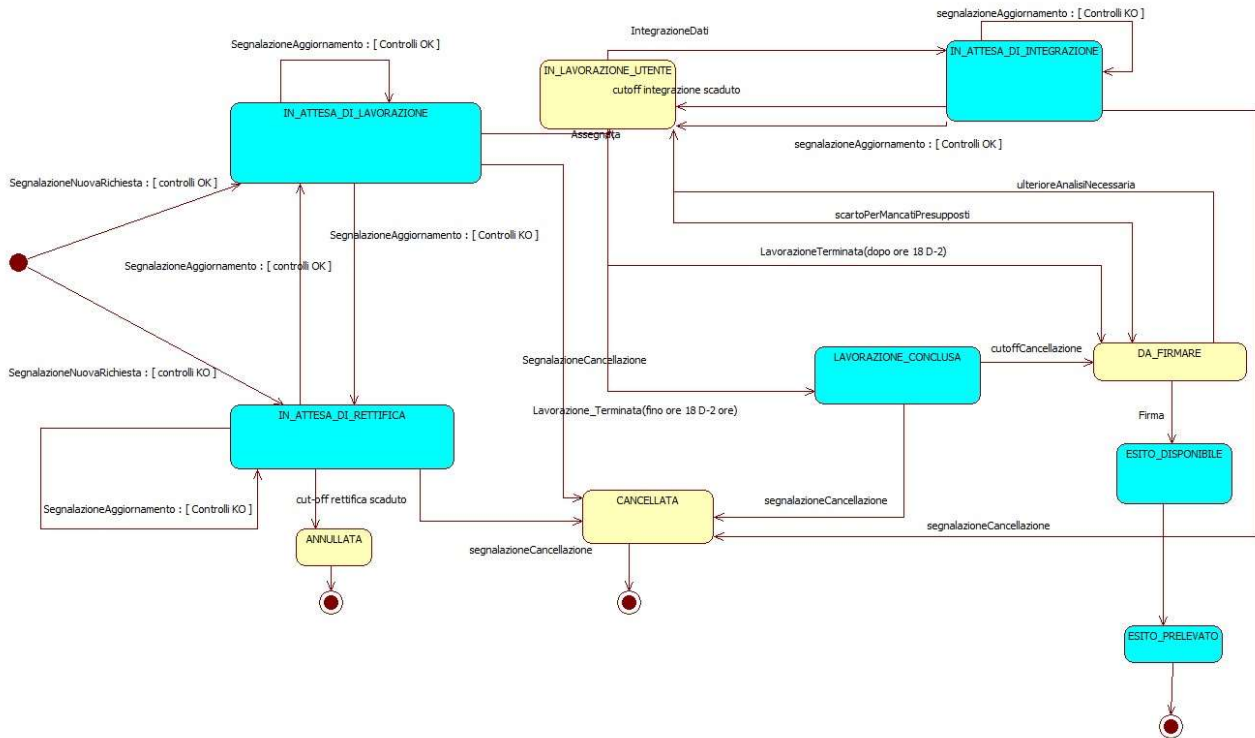 segnalazioneAggiornamento : [ Controlli KO ]
IntegrazioneDati
SegnalazioneAggiornamento : [ Controlli OK ]
IN_ATTESA_DI_INTEGRAZIONE
IN_LAVORAZIONE_UTENTE
cutoff integrazione scaduto
IN_ATTESA_DI_LAVORAZIONE
Assegnata
segnalazioneAggiornamento : [ Controlli OK ]
SegnalazioneNuovaRichiesta : [ controlli OK ]
ulterioreAnalisiNecessaria
scartoPerMancatiPresupposti
SegnalazioneAggiornamento : [ Controlli KO ]
LavorazioneTerminata(dopo ore 18 D-2)
SegnalazioneAggiornamento : [ controlli OK ]
LAVORAZIONE_CONCLUSA
cutoffCancellazione
DA_FIRMARE
SegnalazioneCancellazione
SegnalazioneNuovaRichiesta : [ controlli KO ]
IN_ATTESA_DI_RETTIFICA
Lavorazione_Terminata(fino ore 18 D-2 ore)
Firma
ESITO_DISPONIBILE
cut-off rettifica scaduto
CANCELLATA
segnalazioneCancellazione
SegnalazioneAggiornamento : [ Controlli KO ]
segnalazioneCancellazione
ANNULLATA
segnalazioneCancellazione
ESITO_PRELEVATO